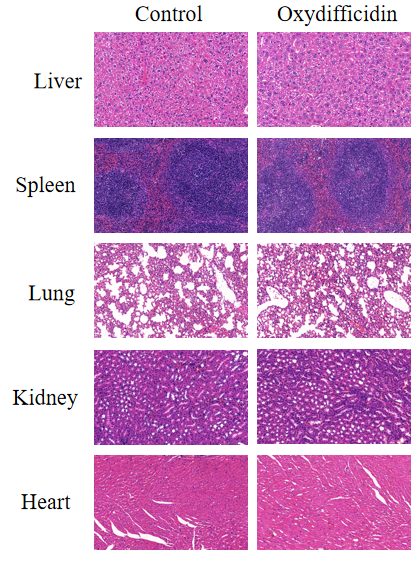 Control Oxydifficidin
Liver
Spleen
Lung
Kidney
Heart